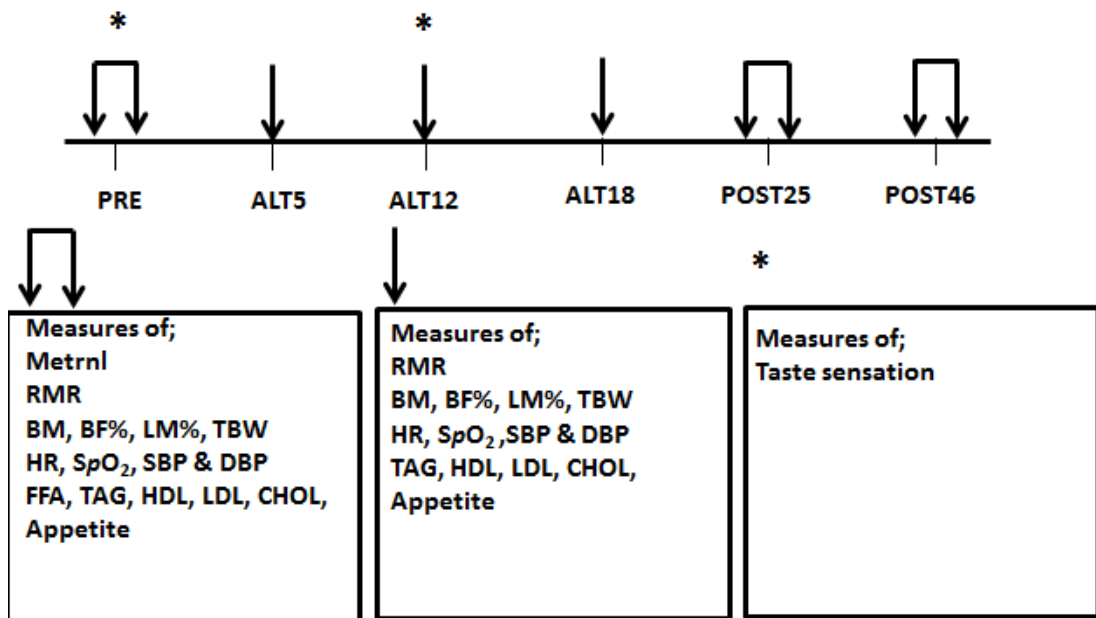 * *
PRE ALT5 ALT12 ALT18 POST25 POST46
*
Measures of;
Metrnl
RMR
BM, BF%, LM%, TBW
HR, SpO₂, SBP & DBP
FFA, TAG, HDL, LDL, CHOL,
Appetite
Measures of;
RMR
BM, BF%, LM%, TBW
HR, SpO₂ ,SBP & DBP
TAG, HDL, LDL, CHOL,
Appetite
Measures of;
Taste sensation